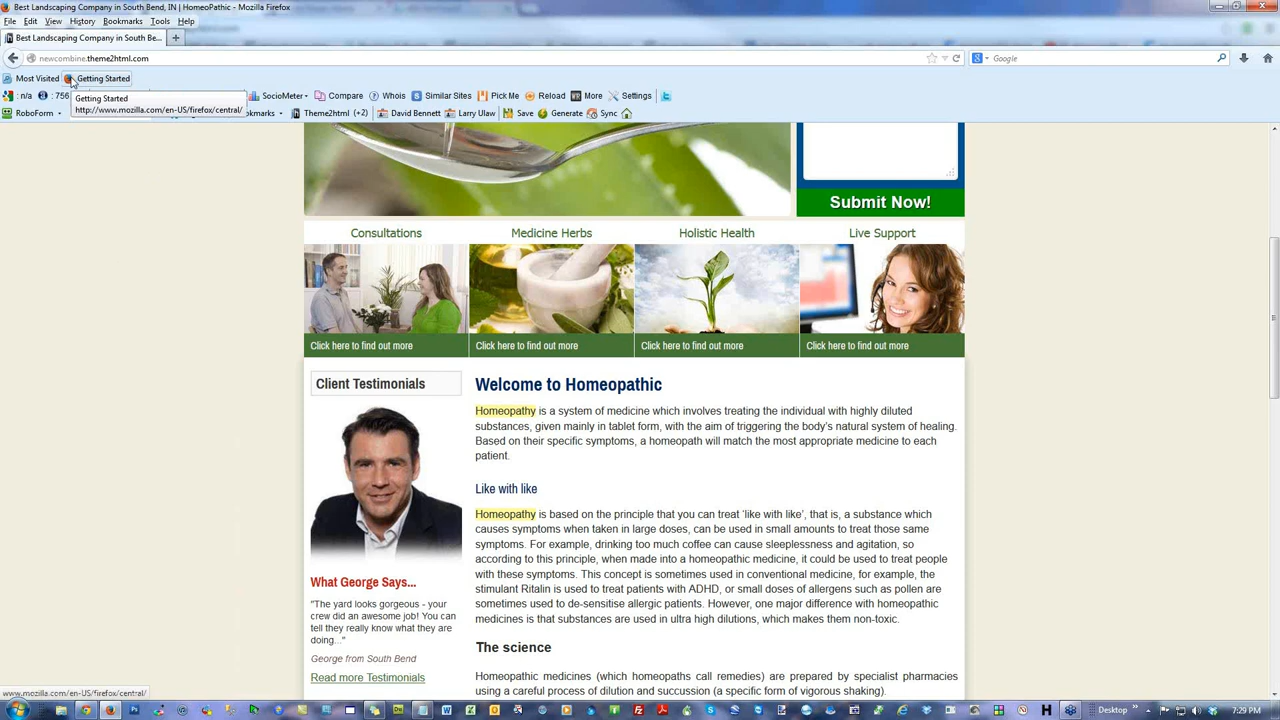 Best Landscaping Company in South Bend, IN | HomeoPathic - Mozilla Firefox
File Edit View History Bookmarks Tools Help
Best Landscaping Company in South Be...
newcombine.theme2html.com
Google
Most Visited Getting Started
: n/a : 756 SocioMeter Compare Whois Similar Sites Pick Me Reload More Settings
Getting Started
http://www.mozilla.com/en-US/firefox/central/
RoboForm Theme2html (+2) David Bennett Larry Ulaw Save Generate Sync
Submit Now!
Consultations Medicine Herbs Holistic Health Live Support
Click here to find out more Click here to find out more Click here to find out more Click here to find out more
Client Testimonials
What George Says...
"The yard looks gorgeous - your
crew did an awesome job! You can
tell they really know what they are
doing..."
George from South Bend
Read more Testimonials
Welcome to Homeopathic
Homeopathy is a system of medicine which involves treating the individual with highly diluted
substances, given mainly in tablet form, with the aim of triggering the body's natural system of healing.
Based on their specific symptoms, a homeopath will match the most appropriate medicine to each
patient.
Like with like
Homeopathy is based on the principle that you can treat 'like with like', that is, a substance which
causes symptoms when taken in large doses, can be used in small amounts to treat those same
symptoms. For example, drinking too much coffee can cause sleeplessness and agitation, so
according to this principle, when made into a homeopathic medicine, it could be used to treat people
with these symptoms. This concept is sometimes used in conventional medicine, for example, the
stimulant Ritalin is used to treat patients with ADHD, or small doses of allergens such as pollen are
sometimes used to de-sensitise allergic patients. However, one major difference with homeopathic
medicines is that substances are used in ultra high dilutions, which makes them non-toxic.
The science
Homeopathic medicines (which homeopaths call remedies) are prepared by specialist pharmacies
using a careful process of dilution and succussion (a specific form of vigorous shaking).
www.mozilla.com/en-US/firefox/central/
Desktop
7:29 PM